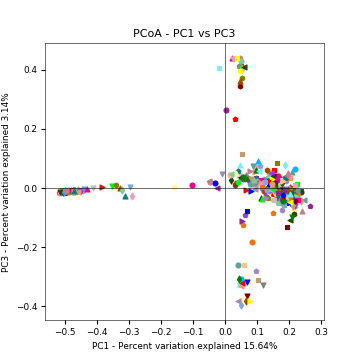 PCoA - PC1 vs PC3
PC3 - Percent variation explained 3.14%
0.4
0.2
0.0
−0.2
−0.4
−0.5 −0.4 −0.3 −0.2 −0.1 0.0 0.1 0.2 0.3
PC1 - Percent variation explained 15.64%